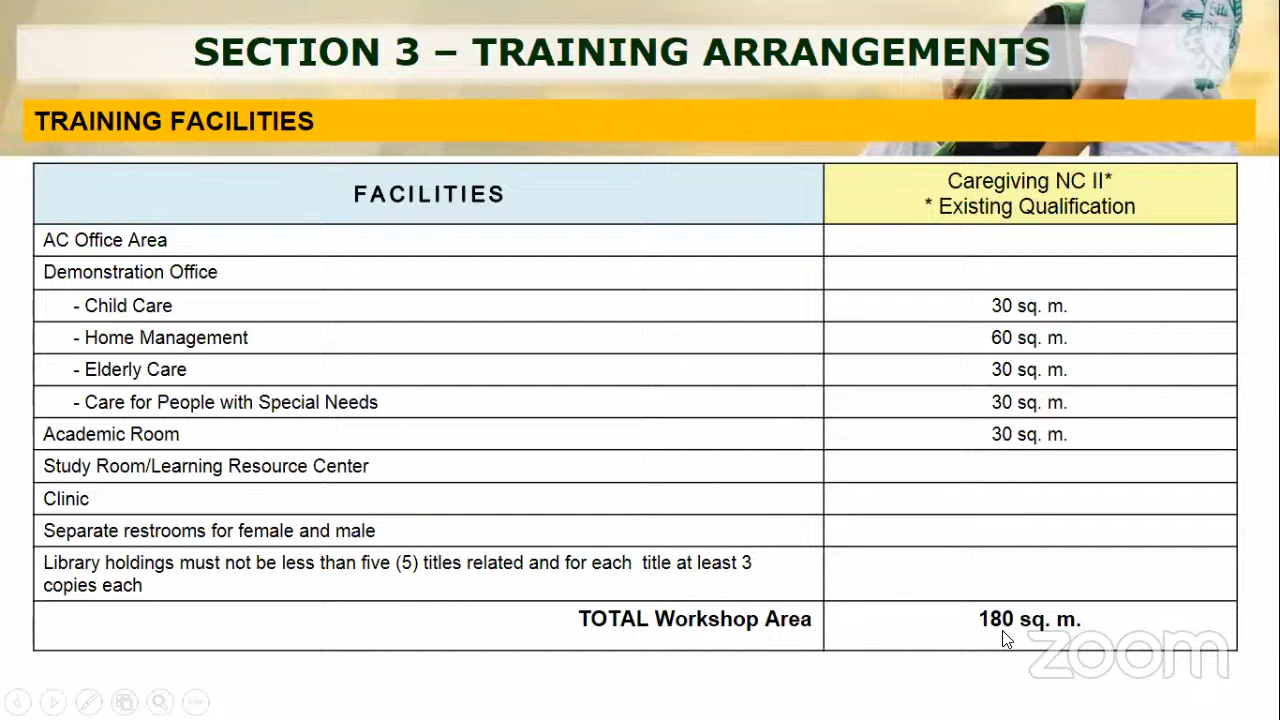 SECTION 3 – TRAINING ARRANGEMENTS
TRAINING FACILITIES
FACILITIES
Caregiving NC II*
* Existing Qualification
AC Office Area
Demonstration Office
- Child Care
30 sq. m.
- Home Management
60 sq. m.
- Elderly Care
30 sq. m.
- Care for People with Special Needs
30 sq. m.
Academic Room
30 sq. m.
Study Room/Learning Resource Center
Clinic
Separate restrooms for female and male
Library holdings must not be less than five (5) titles related and for each title at least 3
copies each
TOTAL Workshop Area
180 sq. m.
zoom